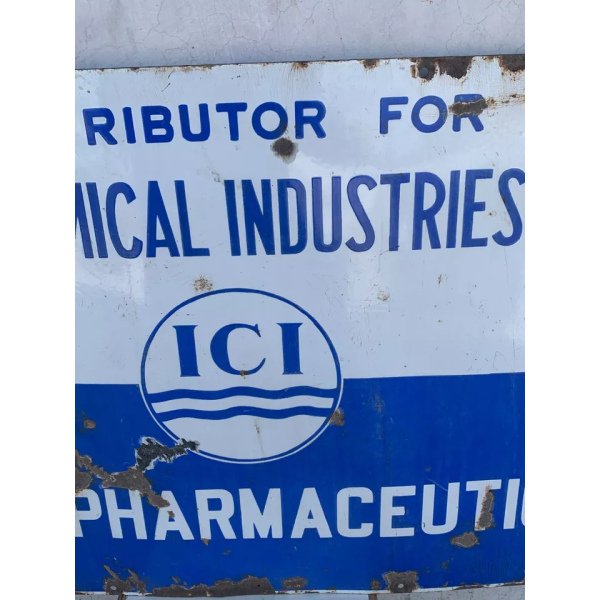 RIBUTOR FOR
MICAL INDUSTRIES
ICI
PHARMACEUTI